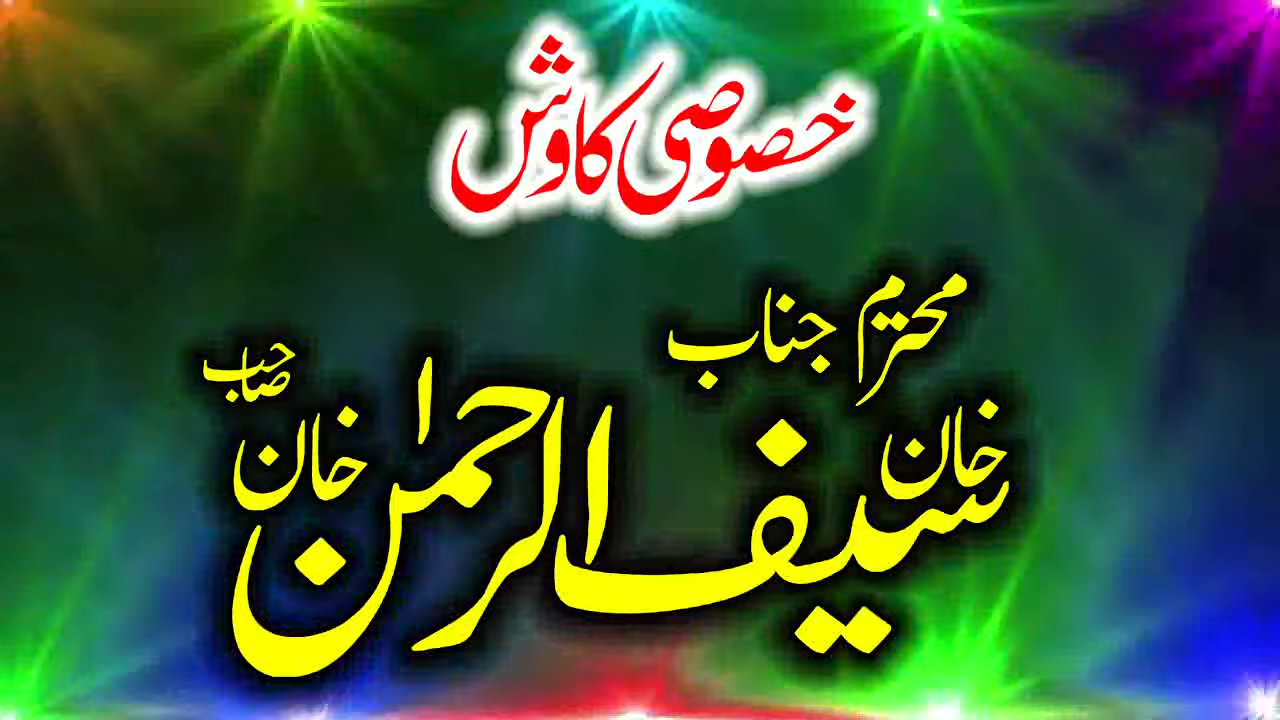 خصوصی کاوش
محترم جناب
خان سیف الرحمٰن خان صاحب